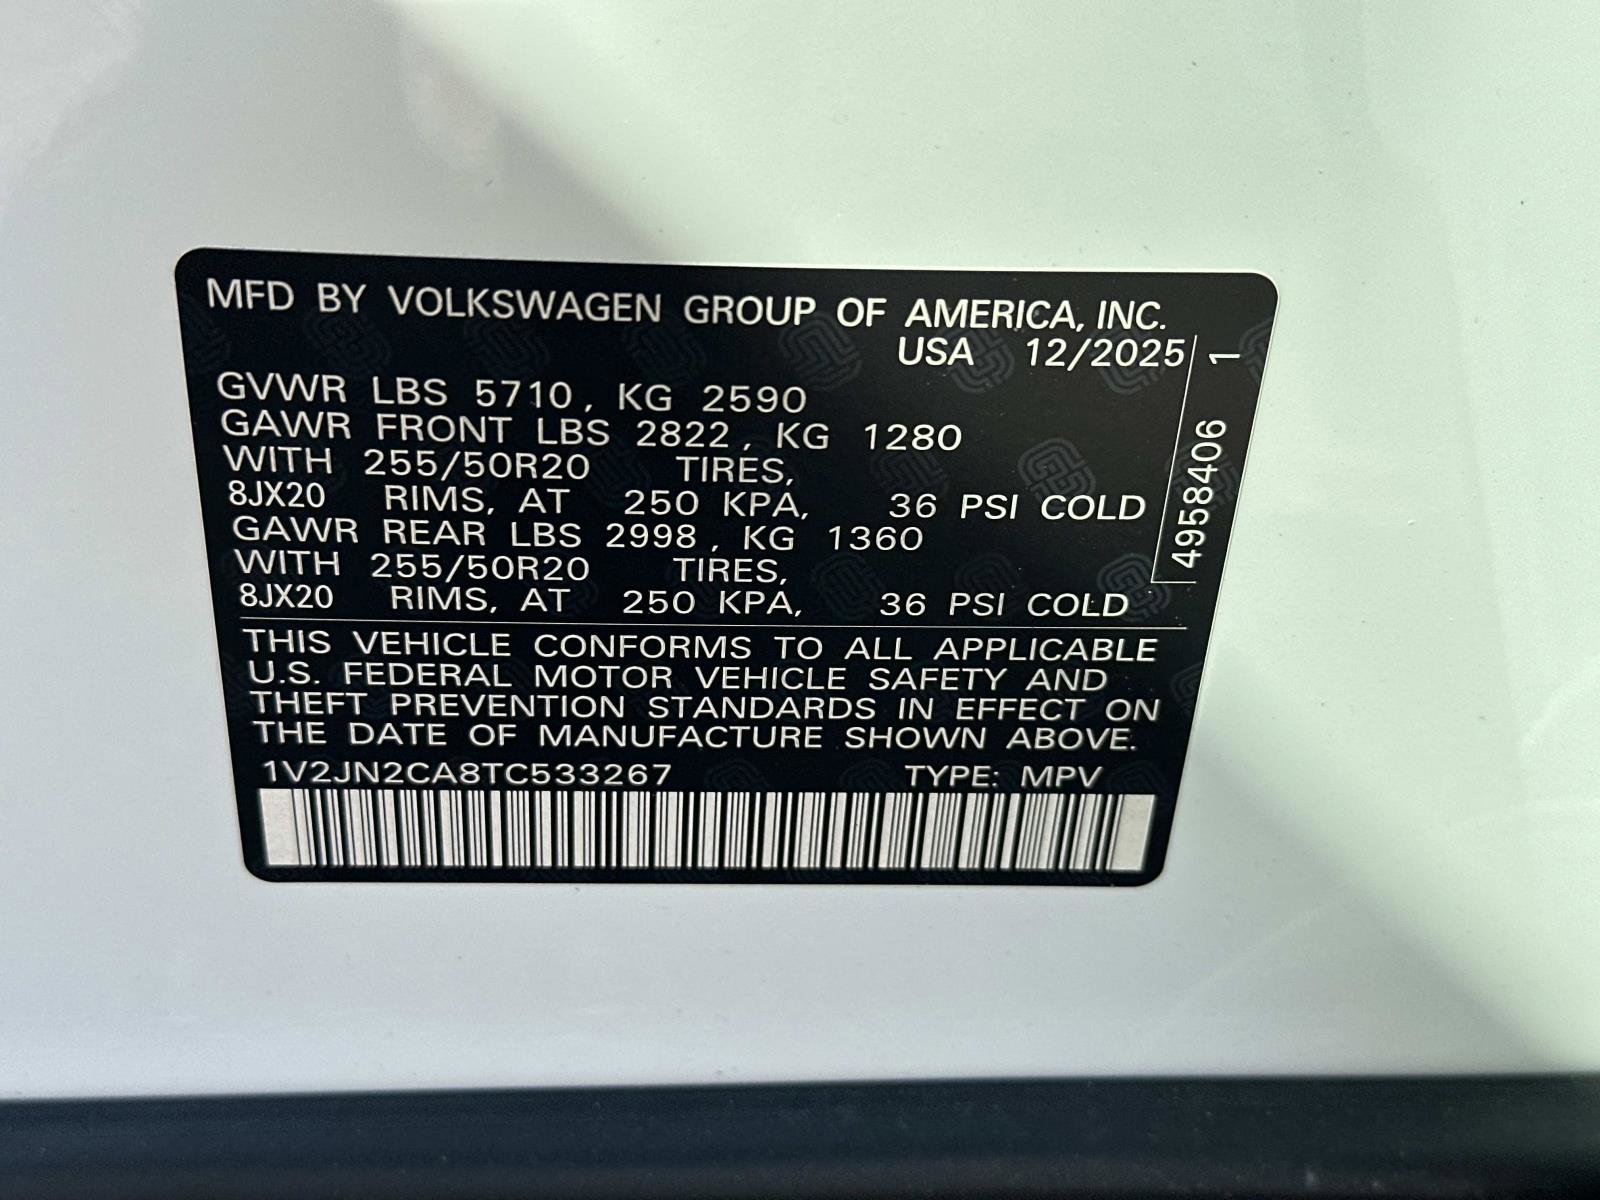 MFD BY VOLKSWAGEN GROUP OF AMERICA, INC.
USA 12/2025
GVWR LBS 5710, KG 2590
GAWR FRONT LBS 2822, KG 1280
WITH 255/50R20 TIRES,
8JX20 RIMS, AT 250 KPA, 36 PSI COLD
GAWR REAR LBS 2998, KG 1360
WITH 255/50R20 TIRES,
8JX20 RIMS, AT 250 KPA, 36 PSI COLD
4958406 1
THIS VEHICLE CONFORMS TO ALL APPLICABLE
U.S. FEDERAL MOTOR VEHICLE SAFETY AND
THEFT PREVENTION STANDARDS IN EFFECT ON
THE DATE OF MANUFACTURE SHOWN ABOVE.
1V2JN2CA8TC533267 TYPE: MPV